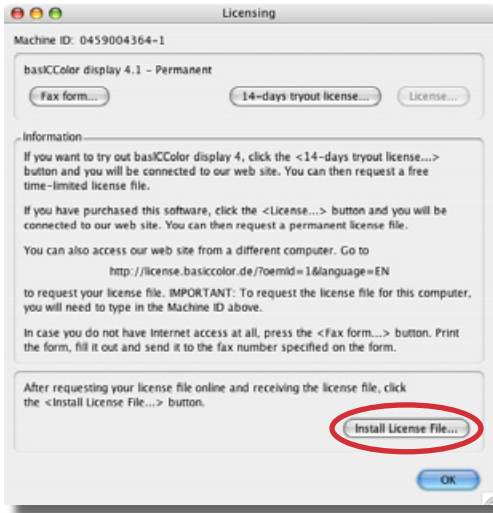 Licensing
Machine ID: 0459004364-1
basICColor display 4.1 - Permanent
Fax form... 14-days tryout license... License...
Information
If you want to try out basICColor display 4, click the <14-days tryout license...>
button and you will be connected to our web site. You can then request a free
time-limited license file.
If you have purchased this software, click the <License...> button and you will be
connected to our web site. You can then request a permanent license file.
You can also access our web site from a different computer. Go to
http://license.basiccolor.de/?oemId=1&language=EN
to request your license file. IMPORTANT: To request the license file for this computer,
you will need to type in the Machine ID above.
In case you do not have Internet access at all, press the <Fax form...> button. Print
the form, fill it out and send it to the fax number specified on the form.
After requesting your license file online and receiving the license file, click
the <Install License File...> button.
Install License File...
OK